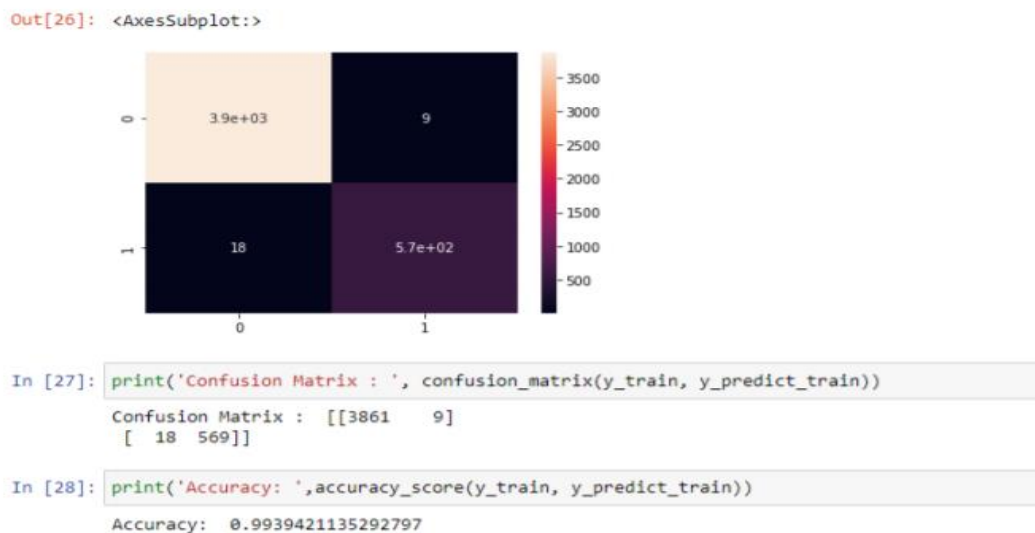 Out[26]: <AxesSubplot:>
3500
0 3.9e+03 9
3000
2500
2000
1500
1 18 5.7e+02
1000
500
0 1
In [27]: print('Confusion Matrix : ', confusion_matrix(y_train, y_predict_train))
Confusion Matrix :  [[3861    9]
 [  18  569]]
In [28]: print('Accuracy: ',accuracy_score(y_train, y_predict_train))
Accuracy:  0.9939421135292797